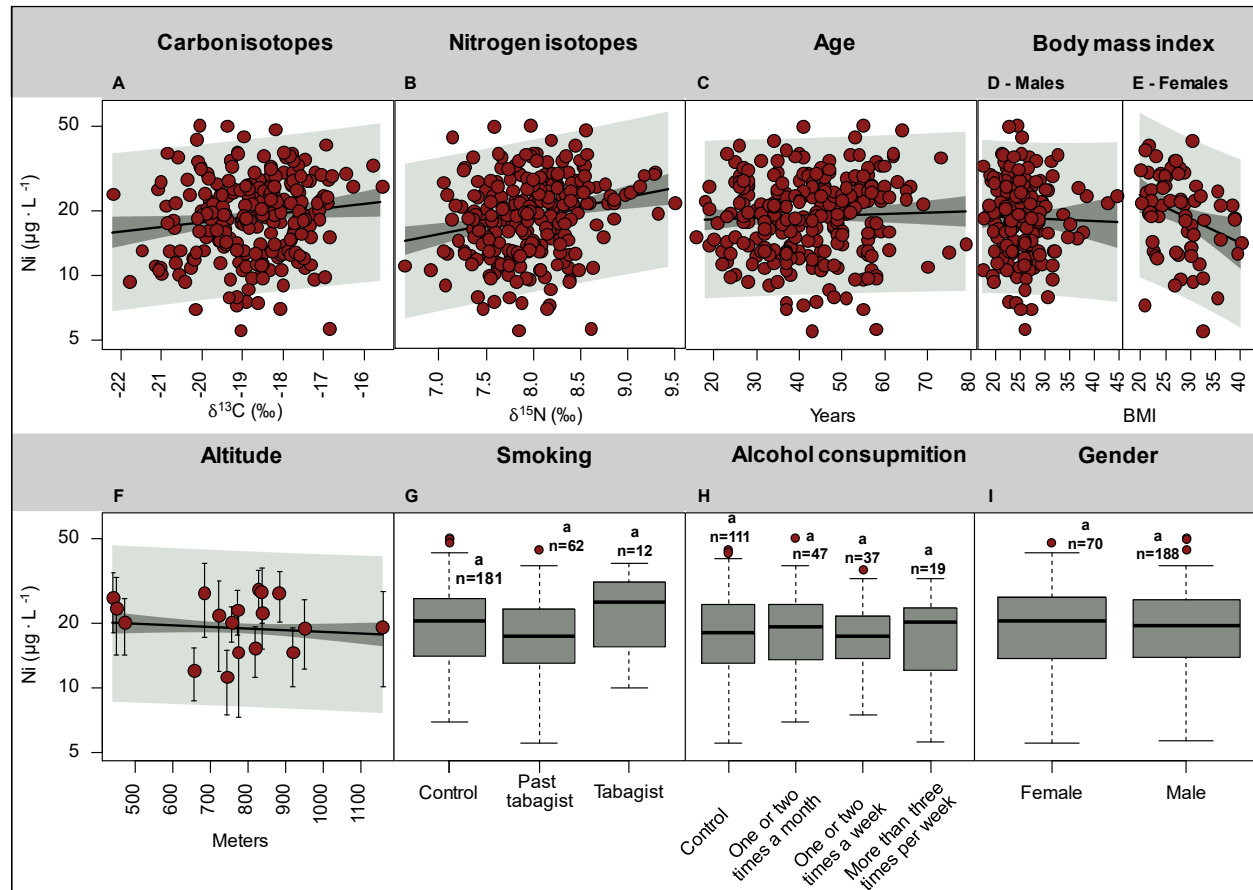 Carbon isotopes
Nitrogen isotopes
Age
Body mass index
A
B
C
D - Males
E - Females
Ni (µg · L⁻¹)
50
20
10
5
-22
-21
-20
-19
-18
-17
-16
δ¹³C (‰)
7.0
7.5
8.0
8.5
9.0
9.5
δ¹⁵N (‰)
20
30
40
50
60
70
80
Years
20
25
30
35
40
45
20
25
30
35
40
BMI
Altitude
Smoking
Alcohol consupmition
Gender
F
G
H
I
Ni (µg · L⁻¹)
50
20
10
5
500
600
700
800
900
1000
1100
Meters
a
n=181
a
n=62
a
n=12
Control
Past
tabagist
Tabagist
a
n=111
a
n=47
a
n=37
a
n=19
Control
One or two
times a month
One or two
times a week
More than three
times per week
a
n=70
a
n=188
Female
Male